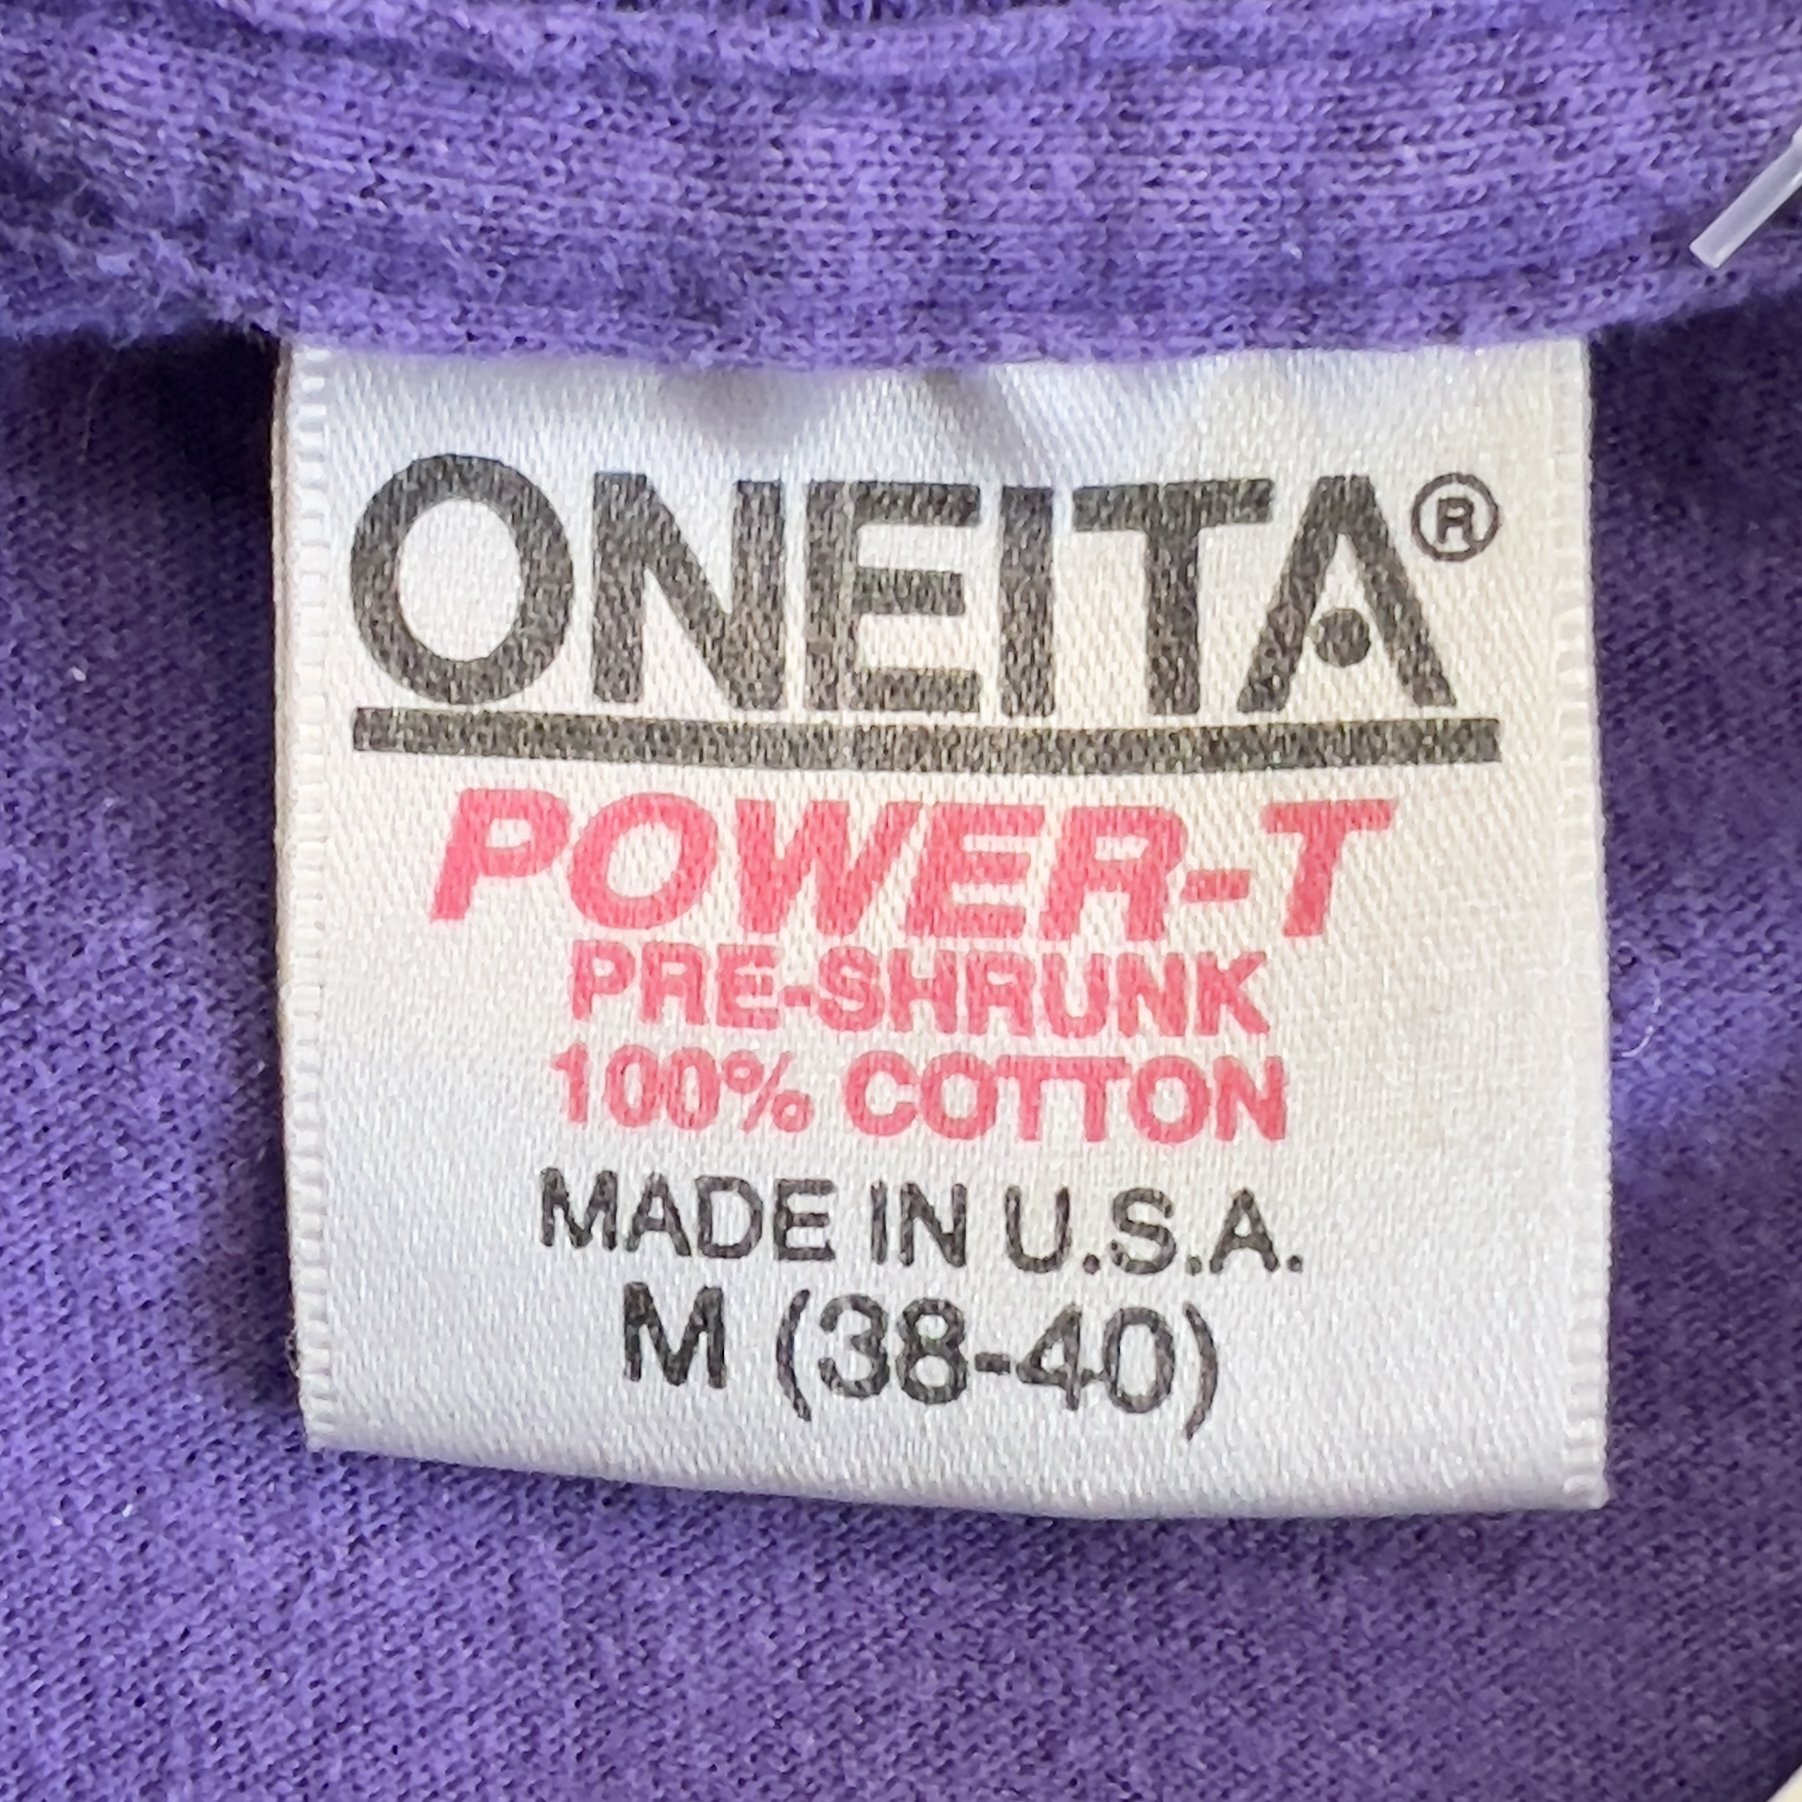 ONEITA®
POWER-T
PRE-SHRUNK
100% COTTON
MADE IN U.S.A.
M (38-40)